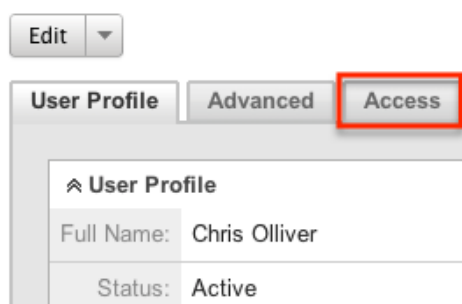 Edit
User Profile Advanced Access
User Profile
Full Name: Chris Olliver
Status: Active